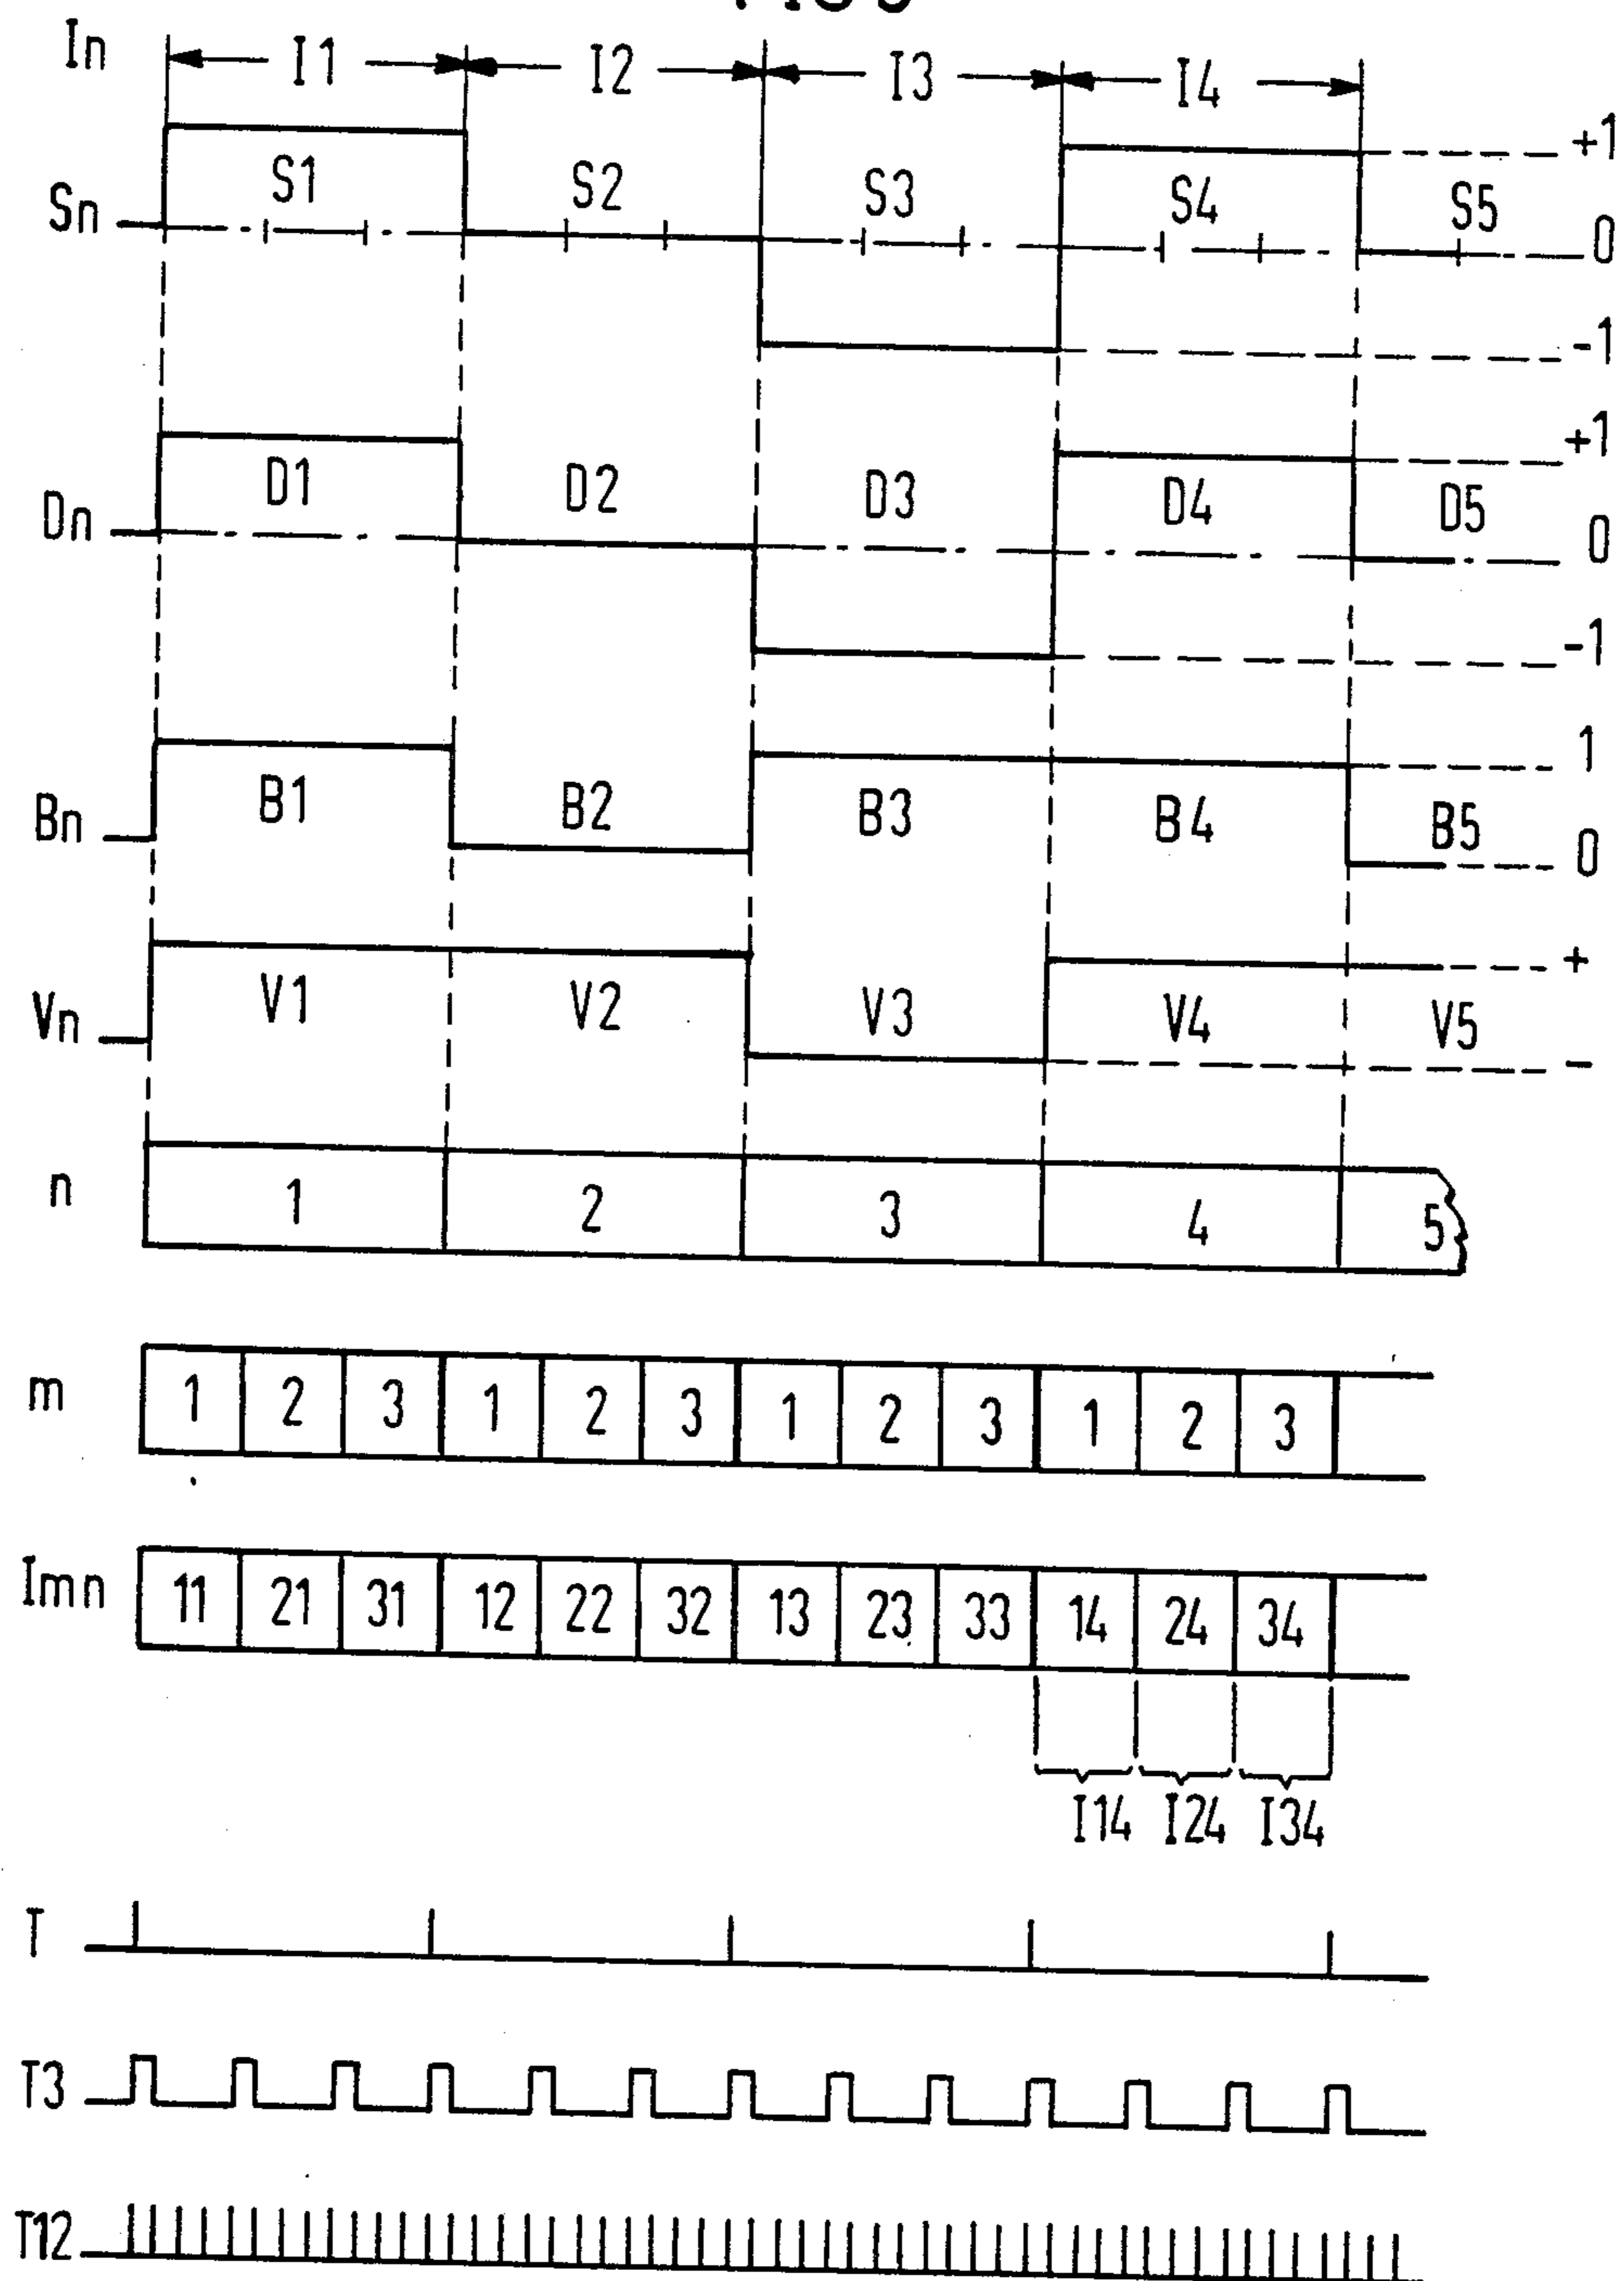 In I1 I2 I3 I4
+1
Sn S1 S2 S3 S4 S5 0
-1
+1
Dn D1 D2 D3 D4 D5 0
-1
1
Bn B1 B2 B3 B4 B5 0
+
Vn V1 V2 V3 V4 V5
-
n 1 2 3 4 5
m 1 2 3 1 2 3 1 2 3 1 2 3
Imn 11 21 31 12 22 32 13 23 33 14 24 34
I14 I24 I34
T
T3
T12